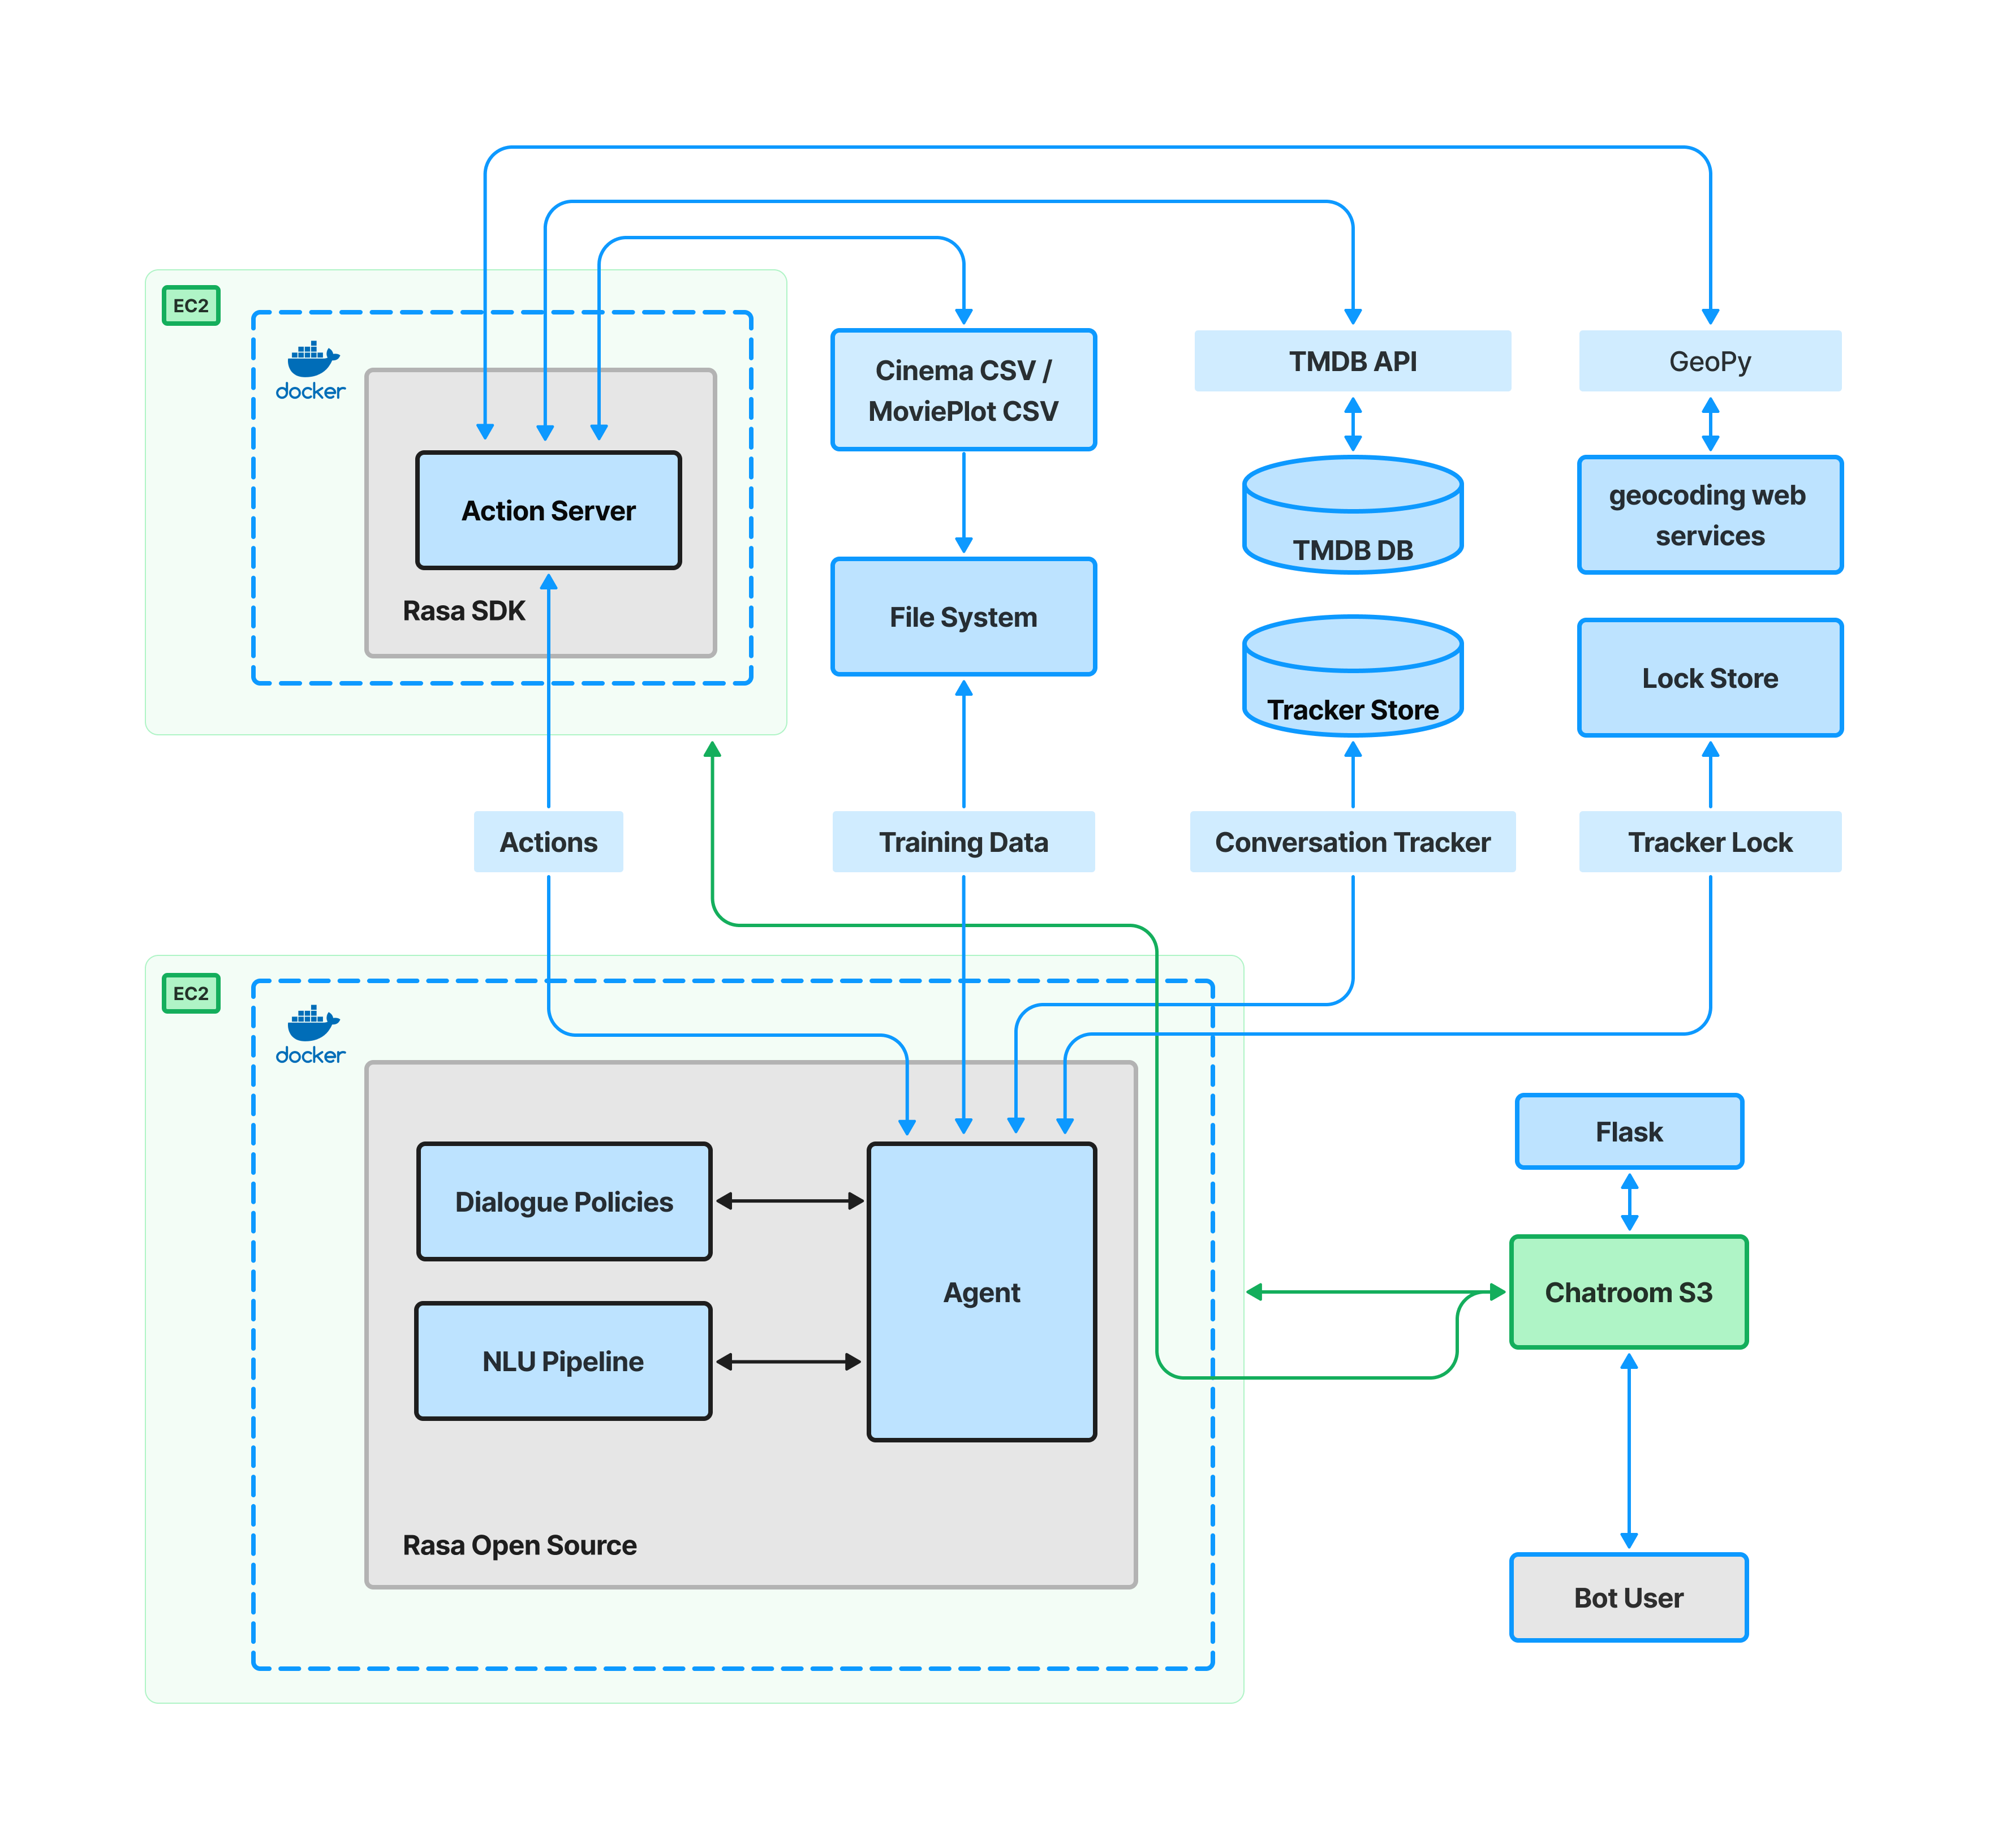 EC2
docker
Action Server
Rasa SDK
Cinema CSV /
MoviePlot CSV
File System
TMDB API
TMDB DB
Tracker Store
GeoPy
geocoding web
services
Lock Store
Actions
Training Data
Conversation Tracker
Tracker Lock
EC2
docker
Dialogue Policies
NLU Pipeline
Agent
Rasa Open Source
Flask
Chatroom S3
Bot User